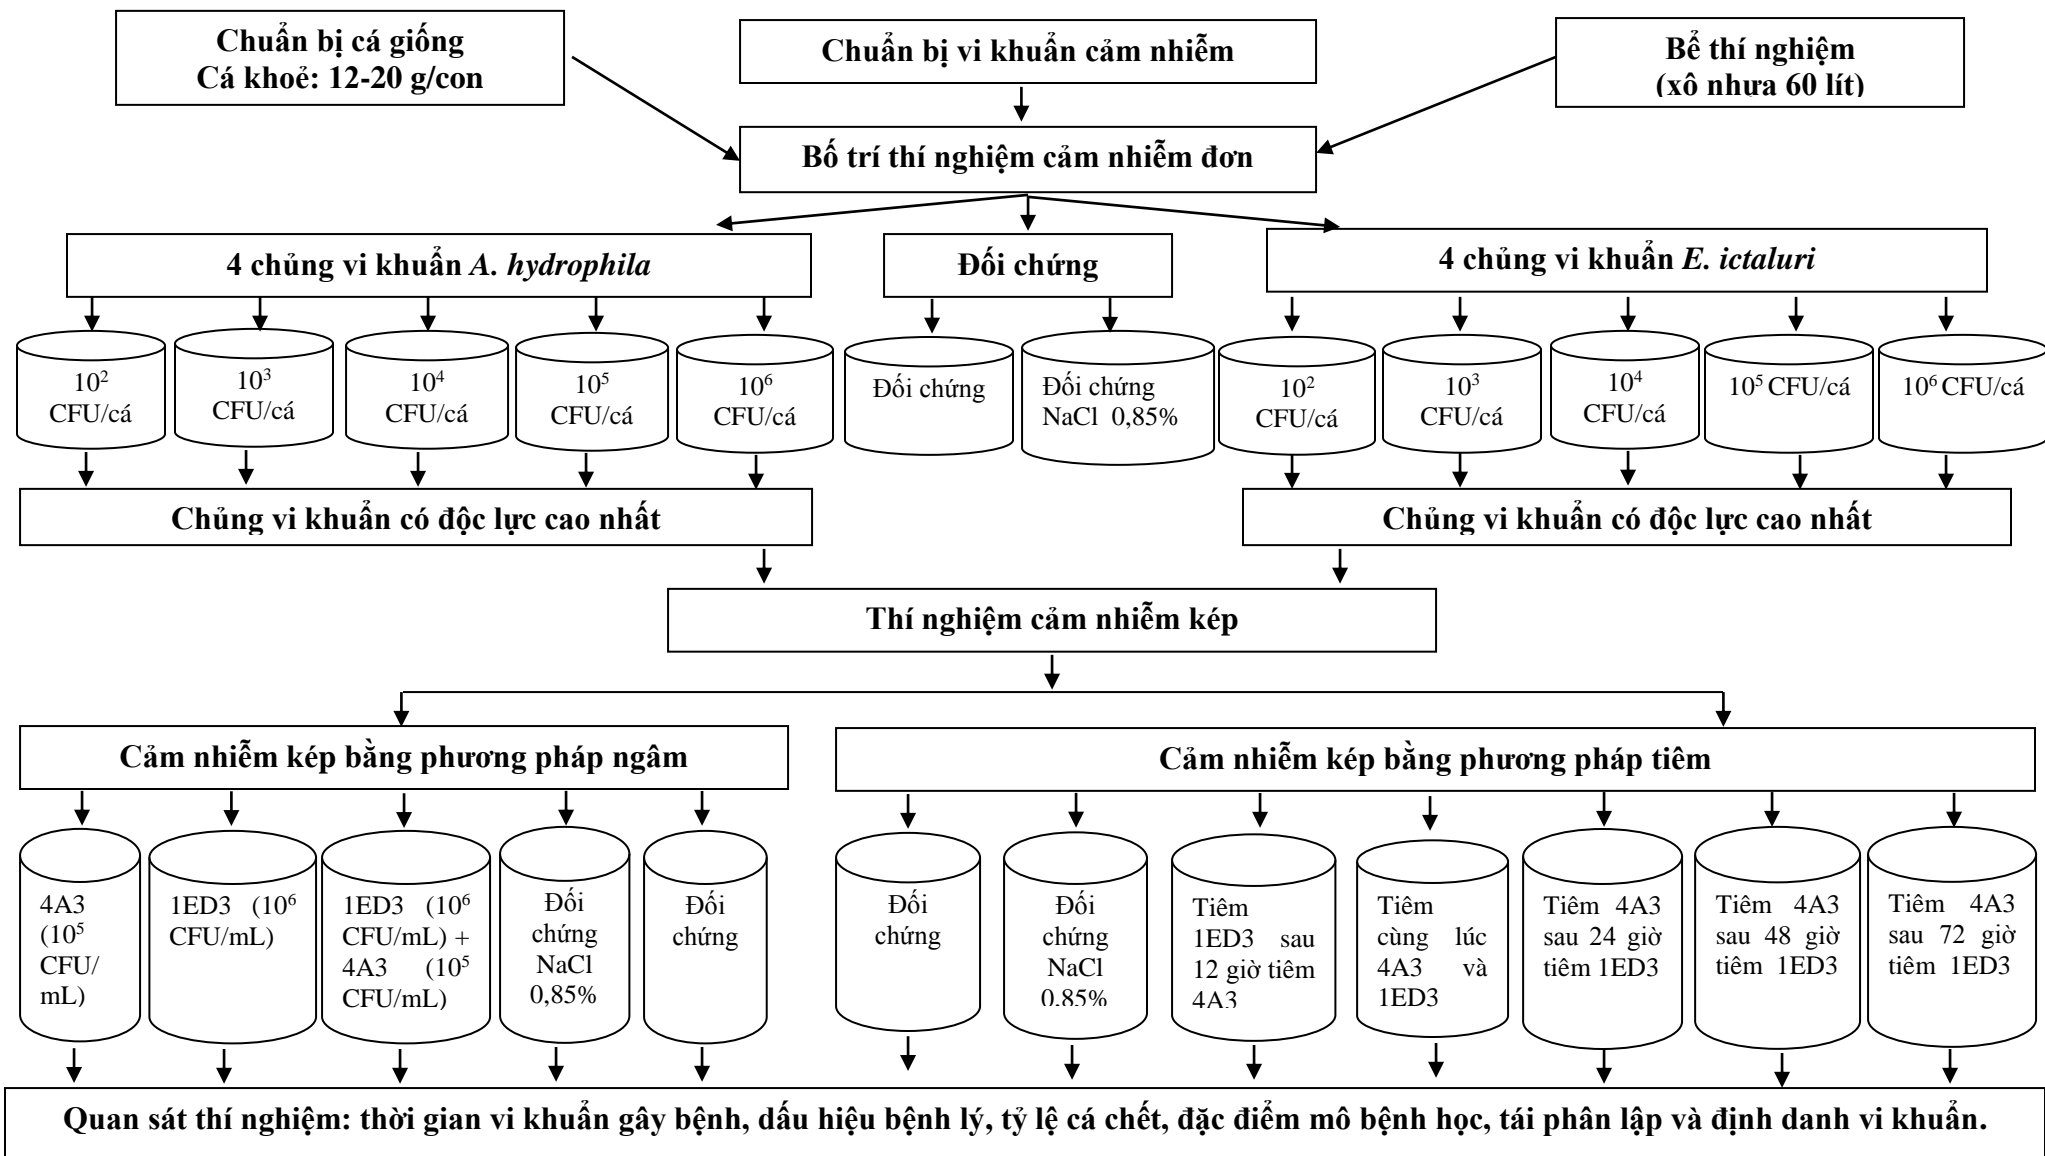 Chuẩn bị cá giống
Cá khoẻ: 12-20 g/con
Chuẩn bị vi khuẩn cảm nhiễm
Bể thí nghiệm
(xô nhựa 60 lít)
Bố trí thí nghiệm cảm nhiễm đơn
4 chủng vi khuẩn A. hydrophila
Đối chứng
4 chủng vi khuẩn E. ictaluri
10²
CFU/cá
10³
CFU/cá
10⁴
CFU/cá
10⁵
CFU/cá
10⁶
CFU/cá
Đối chứng
Đối chứng
NaCl 0,85%
10²
CFU/cá
10³
CFU/cá
10⁴
CFU/cá
10⁵ CFU/cá
10⁶ CFU/cá
Chủng vi khuẩn có độc lực cao nhất
Chủng vi khuẩn có độc lực cao nhất
Thí nghiệm cảm nhiễm kép
Cảm nhiễm kép bằng phương pháp ngâm
Cảm nhiễm kép bằng phương pháp tiêm
4A3
(10⁵
CFU/
mL)
1ED3 (10⁶
CFU/mL)
1ED3 (10⁶
CFU/mL) +
4A3 (10⁵
CFU/mL)
Đối
chứng
NaCl
0,85%
Đối
chứng
Đối
chứng
Đối
chứng
NaCl
0,85%
Tiêm
1ED3 sau
12 giờ tiêm
4A3
Tiêm
cùng lúc
4A3 và
1ED3
Tiêm 4A3
sau 24 giờ
tiêm 1ED3
Tiêm 4A3
sau 48 giờ
tiêm 1ED3
Tiêm 4A3
sau 72 giờ
tiêm 1ED3
Quan sát thí nghiệm: thời gian vi khuẩn gây bệnh, dấu hiệu bệnh lý, tỷ lệ cá chết, đặc điểm mô bệnh học, tái phân lập và định danh vi khuẩn.